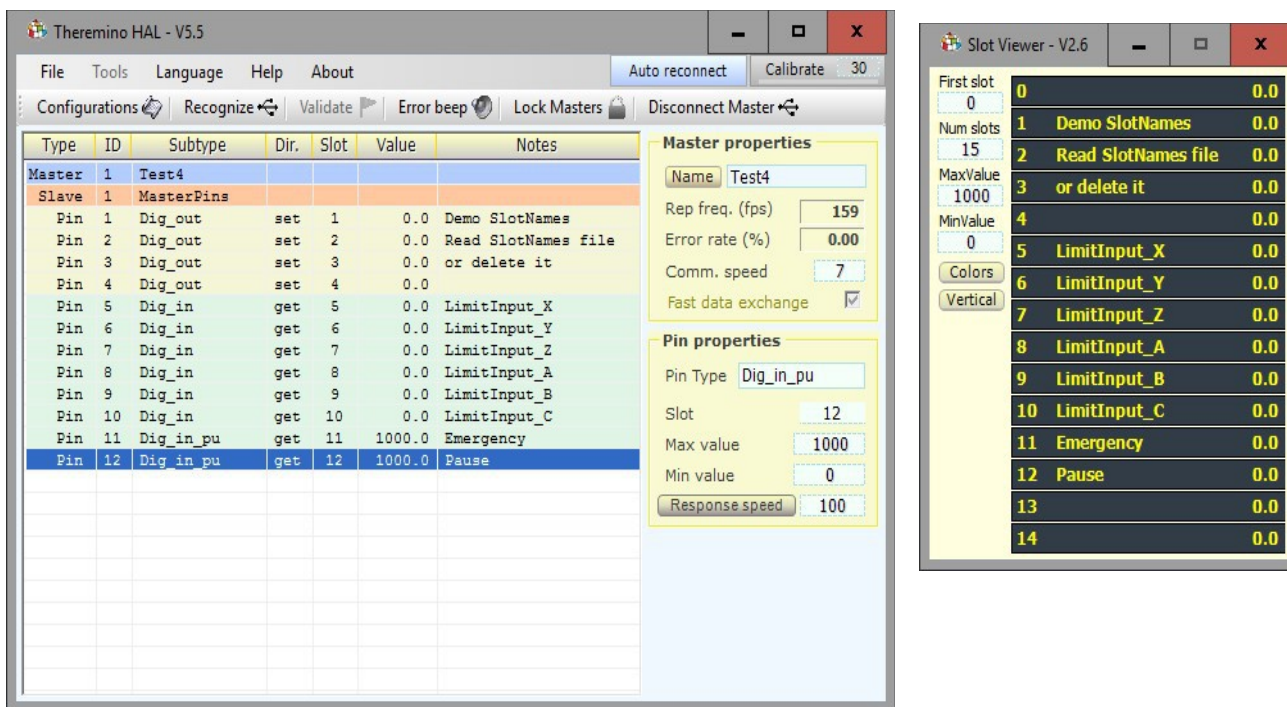 Theremino HAL - V5.5
File Tools Language Help About Auto reconnect Calibrate 30
Configurations Recognize Validate Error beep Lock Masters Disconnect Master
Type ID Subtype Dir. Slot Value Notes
Master 1 Test4
Slave 1 MasterPins
Pin 1 Dig_out set 1 0.0 Demo SlotNames
Pin 2 Dig_out set 2 0.0 Read SlotNames file
Pin 3 Dig_out set 3 0.0 or delete it
Pin 4 Dig_out set 4 0.0
Pin 5 Dig_in get 5 0.0 LimitInput_X
Pin 6 Dig_in get 6 0.0 LimitInput_Y
Pin 7 Dig_in get 7 0.0 LimitInput_Z
Pin 8 Dig_in get 8 0.0 LimitInput_A
Pin 9 Dig_in get 9 0.0 LimitInput_B
Pin 10 Dig_in get 10 0.0 LimitInput_C
Pin 11 Dig_in_pu get 11 1000.0 Emergency
Pin 12 Dig_in_pu get 12 1000.0 Pause
Master properties
Name Test4
Rep freq. (fps) 159
Error rate (%) 0.00
Comm. speed 7
Fast data exchange
Pin properties
Pin Type Dig_in_pu
Slot 12
Max value 1000
Min value 0
Response speed 100
Slot Viewer - V2.6 x
First slot
0
Num slots
15
MaxValue
1000
MinValue
0
Colors
Vertical
0 0.0
1 Demo SlotNames 0.0
2 Read SlotNames file 0.0
3 or delete it 0.0
4 0.0
5 LimitInput_X 0.0
6 LimitInput_Y 0.0
7 LimitInput_Z 0.0
8 LimitInput_A 0.0
9 LimitInput_B 0.0
10 LimitInput_C 0.0
11 Emergency 0.0
12 Pause 0.0
13 0.0
14 0.0